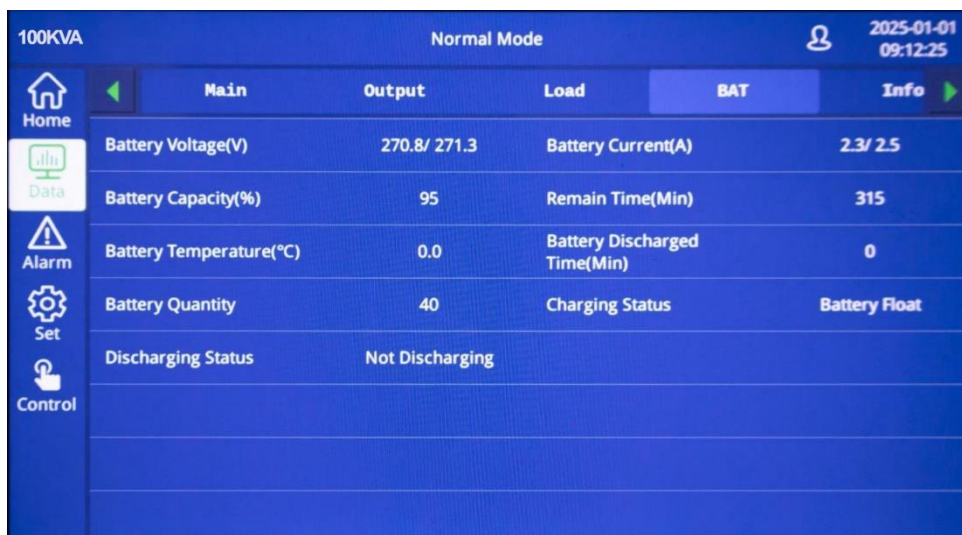 100KVA
Normal Mode
2025-01-01
09:12:25
Home
Main
Output
Load
BAT
Info
Battery Voltage(V)
270.8/ 271.3
Battery Current(A)
2.3/ 2.5
Data
Battery Capacity(%)
95
Remain Time(Min)
315
Alarm
Battery Temperature(°C)
0.0
Battery Discharged
Time(Min)
0
Set
Battery Quantity
40
Charging Status
Battery Float
Discharging Status
Not Discharging
Control